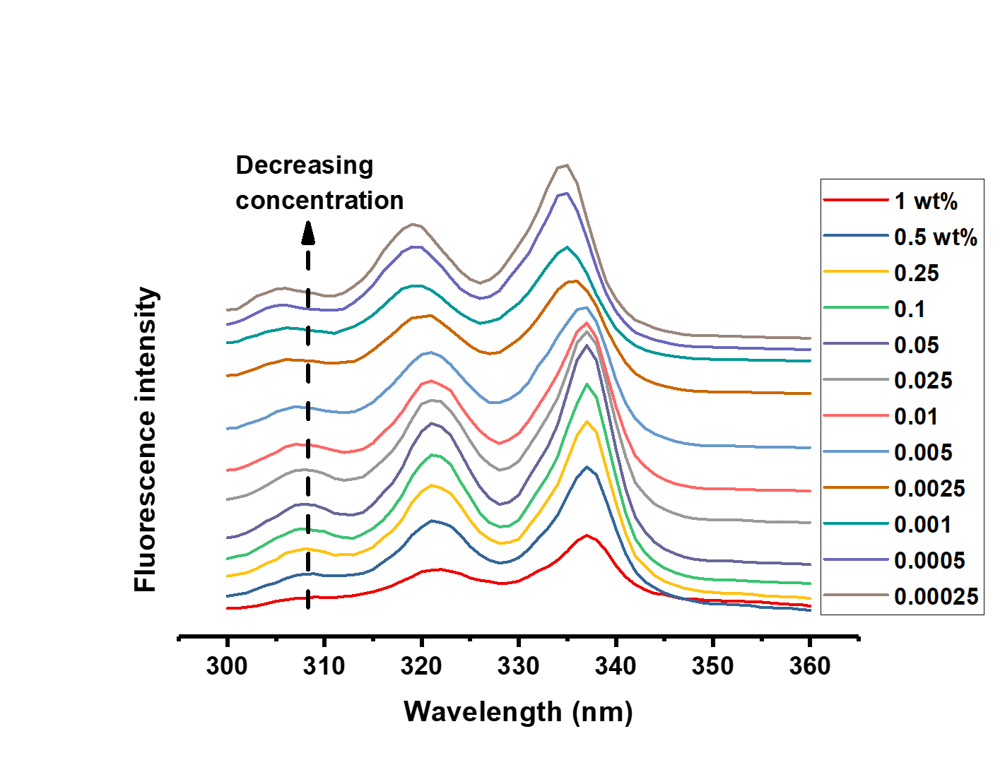 Decreasing
concentration
Fluorescence intensity
1 wt%
0.5 wt%
0.25
0.1
0.05
0.025
0.01
0.005
0.0025
0.001
0.0005
0.00025
300 310 320 330 340 350 360
Wavelength (nm)